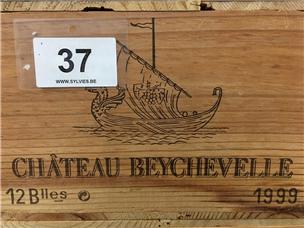 37
WWW.SYLVIES.BE
CHÂTEAU BEYCHEVELLE
12 Blles ℮ 1999